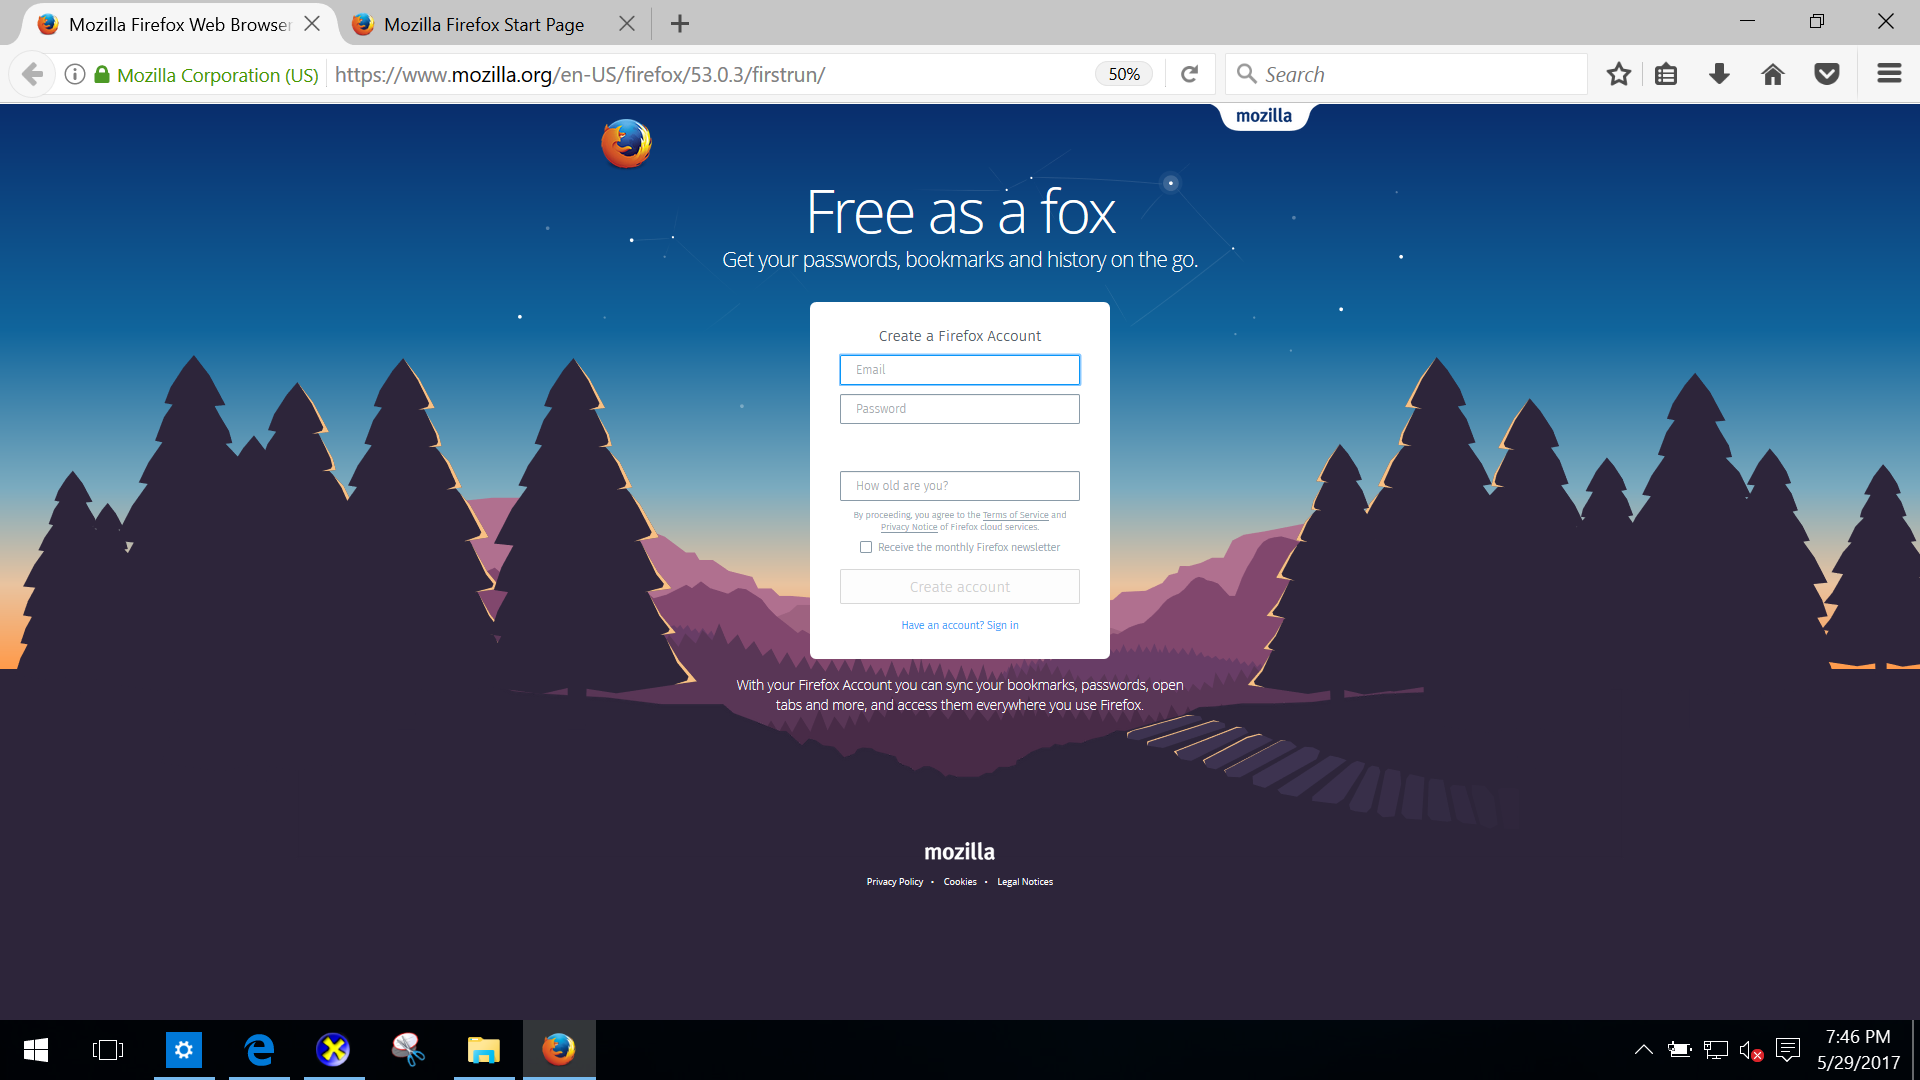 Mozilla Firefox Web Browser
Mozilla Firefox Start Page
Mozilla Corporation (US)
https://www.mozilla.org/en-US/firefox/53.0.3/firstrun/
50%
Search
mozilla
Free as a fox
Get your passwords, bookmarks and history on the go.
Create a Firefox Account
Email
Password
How old are you?
By proceeding, you agree to the Terms of Service and
Privacy Notice of Firefox cloud services.
Receive the monthly Firefox newsletter
Create account
Have an account? Sign in
With your Firefox Account you can sync your bookmarks, passwords, open
tabs and more, and access them everywhere you use Firefox.
mozilla
Privacy Policy • Cookies • Legal Notices
7:46 PM
5/29/2017